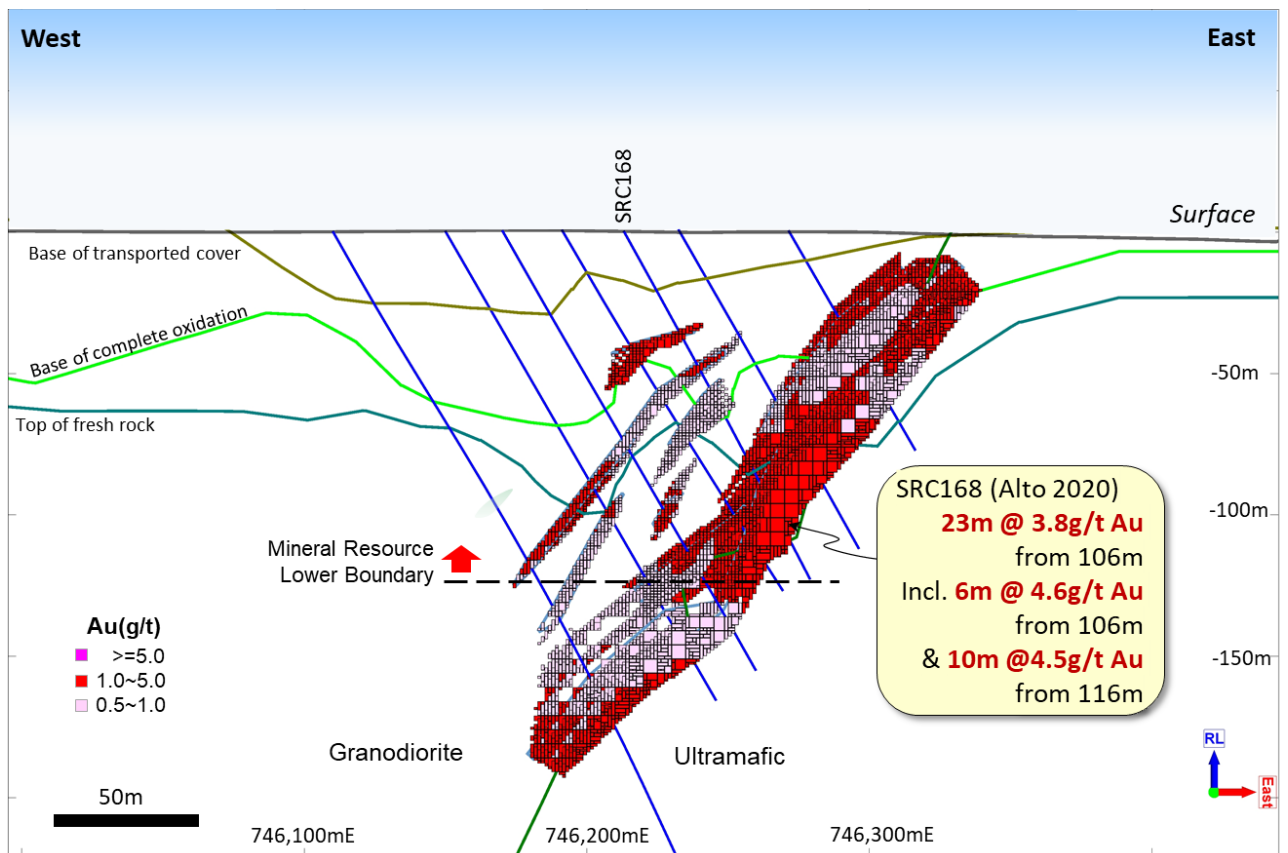 West
East
SRC168
Surface
Base of transported cover
Base of complete oxidation
Top of fresh rock
-50m
-100m
-150m
SRC168 (Alto 2020)
23m @ 3.8g/t Au
from 106m
Incl. 6m @ 4.6g/t Au
from 106m
& 10m @4.5g/t Au
from 116m
Mineral Resource
Lower Boundary
Au(g/t)
>=5.0
1.0~5.0
0.5~1.0
Granodiorite
Ultramafic
RL
East
50m
746,100mE
746,200mE
746,300mE